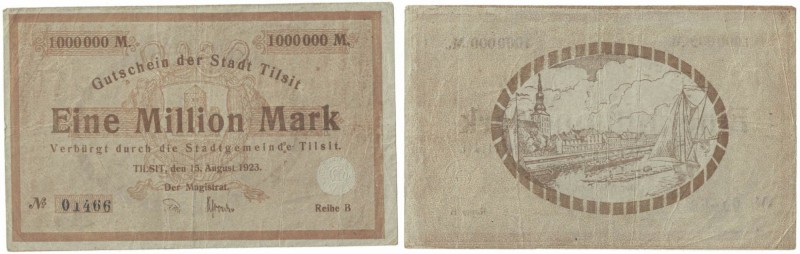 1000000 M. 1000000 M.
Gutschein der Stadt Tilsit
Eine Million Mark
Verbürgt durch die Stadtgemeinde Tilsit.
TILSIT, den 15. August 1923.
Der Magistrat.
№ 01466
Reihe B